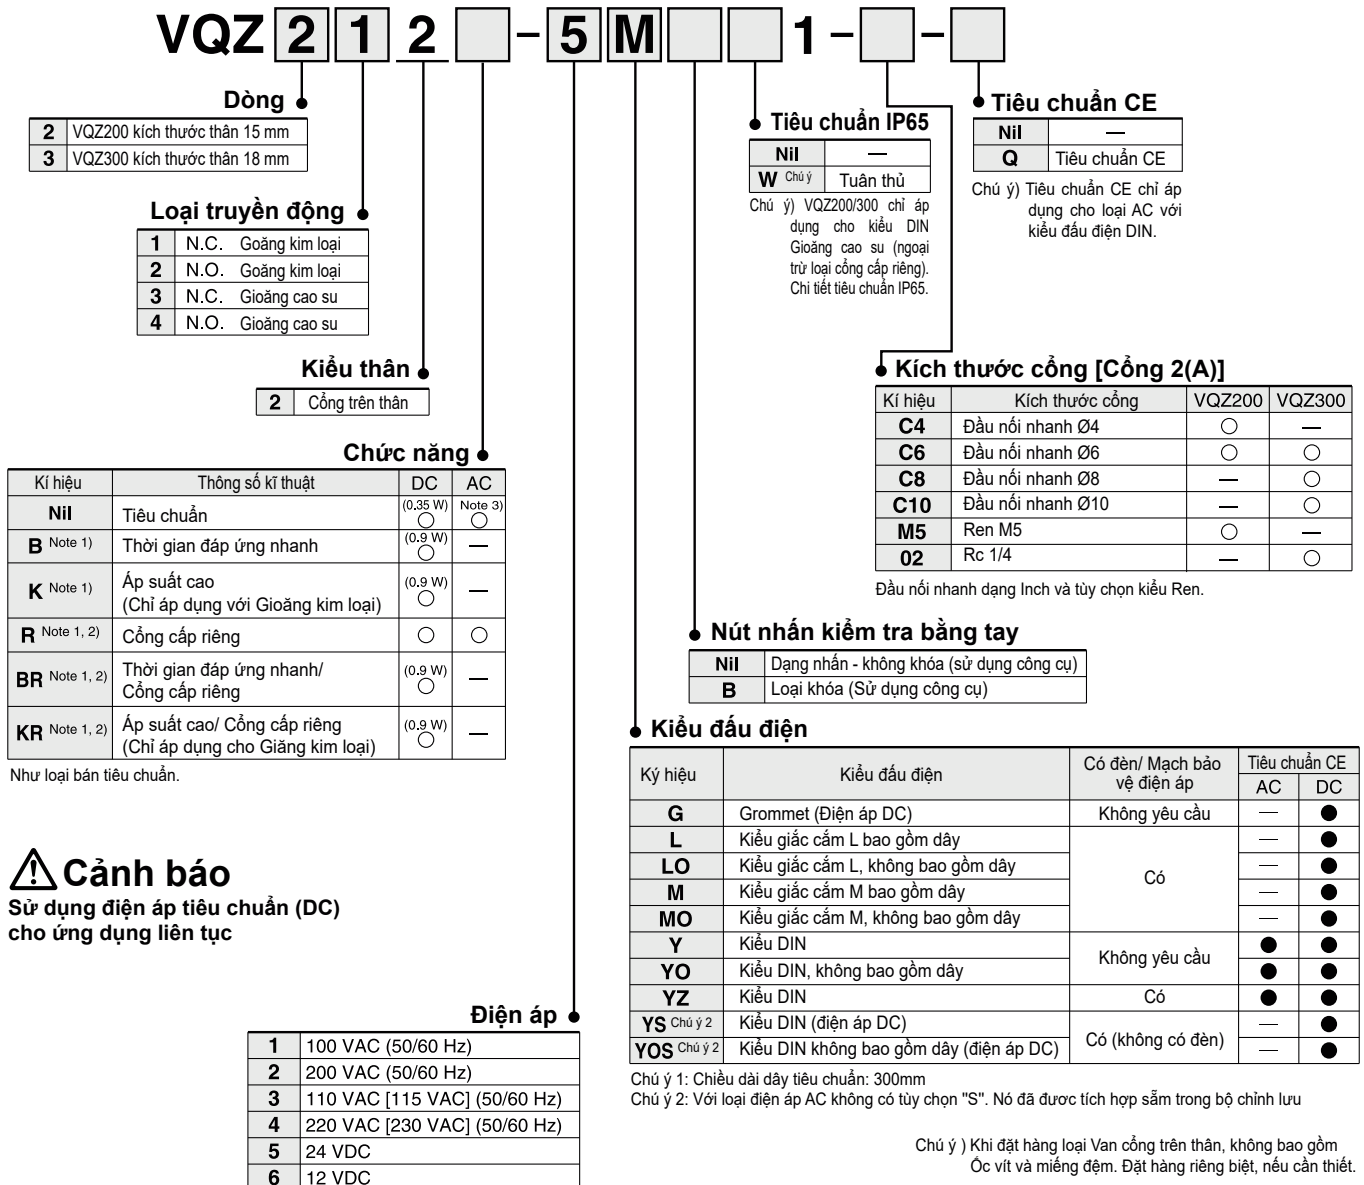 VQZ 2 1 2 – 5 M 1 – –
Dòng
2 VQZ200 kích thước thân 15 mm
3 VQZ300 kích thước thân 18 mm
Loại truyền động
1 N.C. Goăng kim loại
2 N.O. Goăng kim loại
3 N.C. Gioăng cao su
4 N.O. Gioăng cao su
Kiểu thân
2 Cổng trên thân
Chức năng
Kí hiệu Thông số kĩ thuật DC AC
Nil Tiêu chuẩn (0.35 W) ○ Note 3) ○
B Note 1) Thời gian đáp ứng nhanh (0.9 W) ○ —
K Note 1) Áp suất cao (0.9 W) ○ —
(Chỉ áp dụng với Gioăng kim loại)
R Note 1, 2) Cổng cấp riêng ○ ○
BR Note 1, 2) Thời gian đáp ứng nhanh/ (0.9 W) ○ —
Cổng cấp riêng
KR Note 1, 2) Áp suất cao/ Cổng cấp riêng (0.9 W) ○ —
(Chỉ áp dụng cho Giăng kim loại)
Như loại bán tiêu chuẩn.
Cảnh báo
Sử dụng điện áp tiêu chuẩn (DC)
cho ứng dụng liên tục
Điện áp
1 100 VAC (50/60 Hz)
2 200 VAC (50/60 Hz)
3 110 VAC [115 VAC] (50/60 Hz)
4 220 VAC [230 VAC] (50/60 Hz)
5 24 VDC
6 12 VDC
Tiêu chuẩn CE
Nil —
Q Tiêu chuẩn CE
Chú ý) Tiêu chuẩn CE chỉ áp
dụng cho loại AC với
kiểu đấu điện DIN.
Tiêu chuẩn IP65
Nil —
W Chú ý Tuân thủ
Chú ý) VQZ200/300 chỉ áp
dụng cho kiểu DIN
Gioăng cao su (ngoại
trừ loại cổng cấp riêng).
Chi tiết tiêu chuẩn IP65.
Kích thước cổng [Cổng 2(A)]
Kí hiệu Kích thước cổng VQZ200 VQZ300
C4 Đầu nối nhanh Ø4 ○ —
C6 Đầu nối nhanh Ø6 ○ ○
C8 Đầu nối nhanh Ø8 — ○
C10 Đầu nối nhanh Ø10 — ○
M5 Ren M5 ○ —
02 Rc 1/4 — ○
Đầu nối nhanh dạng Inch và tùy chọn kiểu Ren.
Nút nhấn kiểm tra bằng tay
Nil Dạng nhấn - không khóa (sử dụng công cụ)
B Loại khóa (Sử dụng công cụ)
Kiểu đấu điện
Ký hiệu Kiểu đấu điện Có đèn/ Mạch bảo Tiêu chuẩn CE
vệ điện áp AC DC
G Grommet (Điện áp DC) Không yêu cầu — ●
L Kiểu giắc cắm L bao gồm dây — ●
LO Kiểu giắc cắm L, không bao gồm dây — ●
Có
M Kiểu giắc cắm M bao gồm dây — ●
MO Kiểu giắc cắm M, không bao gồm dây — ●
Y Kiểu DIN ● ●
Không yêu cầu
YO Kiểu DIN, không bao gồm dây ● ●
YZ Kiểu DIN Có ● ●
YS Chú ý 2 Kiểu DIN (điện áp DC) — ●
Có (không có đèn)
YOS Chú ý 2 Kiểu DIN không bao gồm dây (điện áp DC) — ●
Chú ý 1: Chiều dài dây tiêu chuẩn: 300mm
Chú ý 2: Với loại điện áp AC không có tùy chọn "S". Nó đã đươc tích hợp sẵm trong bộ chỉnh lưu
Chú ý ) Khi đặt hàng loại Van cổng trên thân, không bao gồm
Ốc vít và miếng đệm. Đặt hàng riêng biệt, nếu cần thiết.